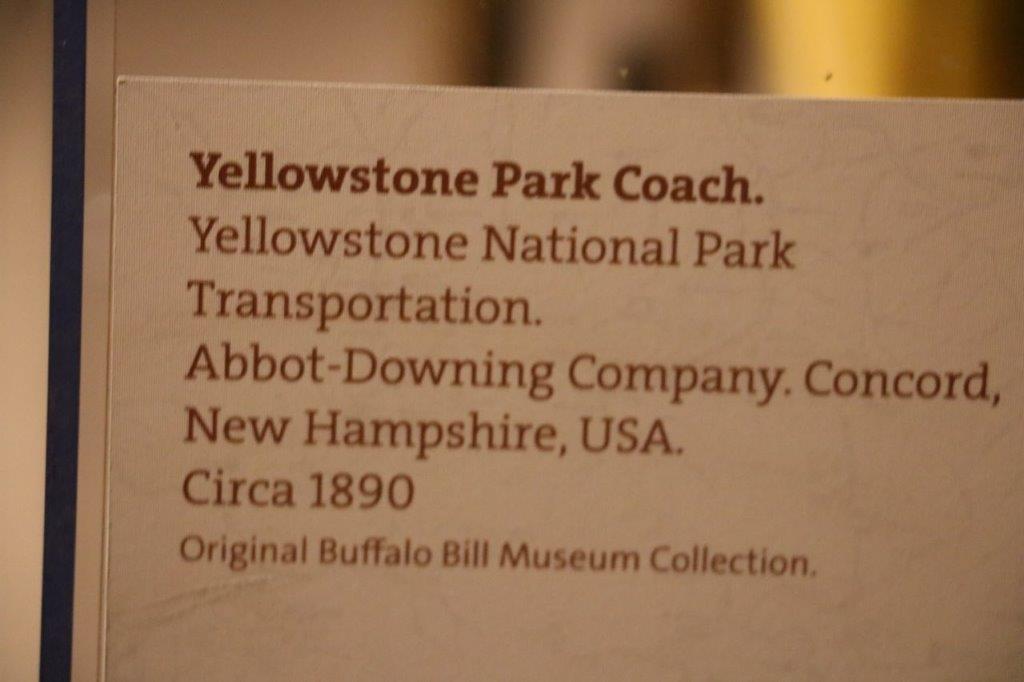 Yellowstone Park Coach.
Yellowstone National Park
Transportation.
Abbot-Downing Company. Concord,
New Hampshire, USA.
Circa 1890
Original Buffalo Bill Museum Collection.